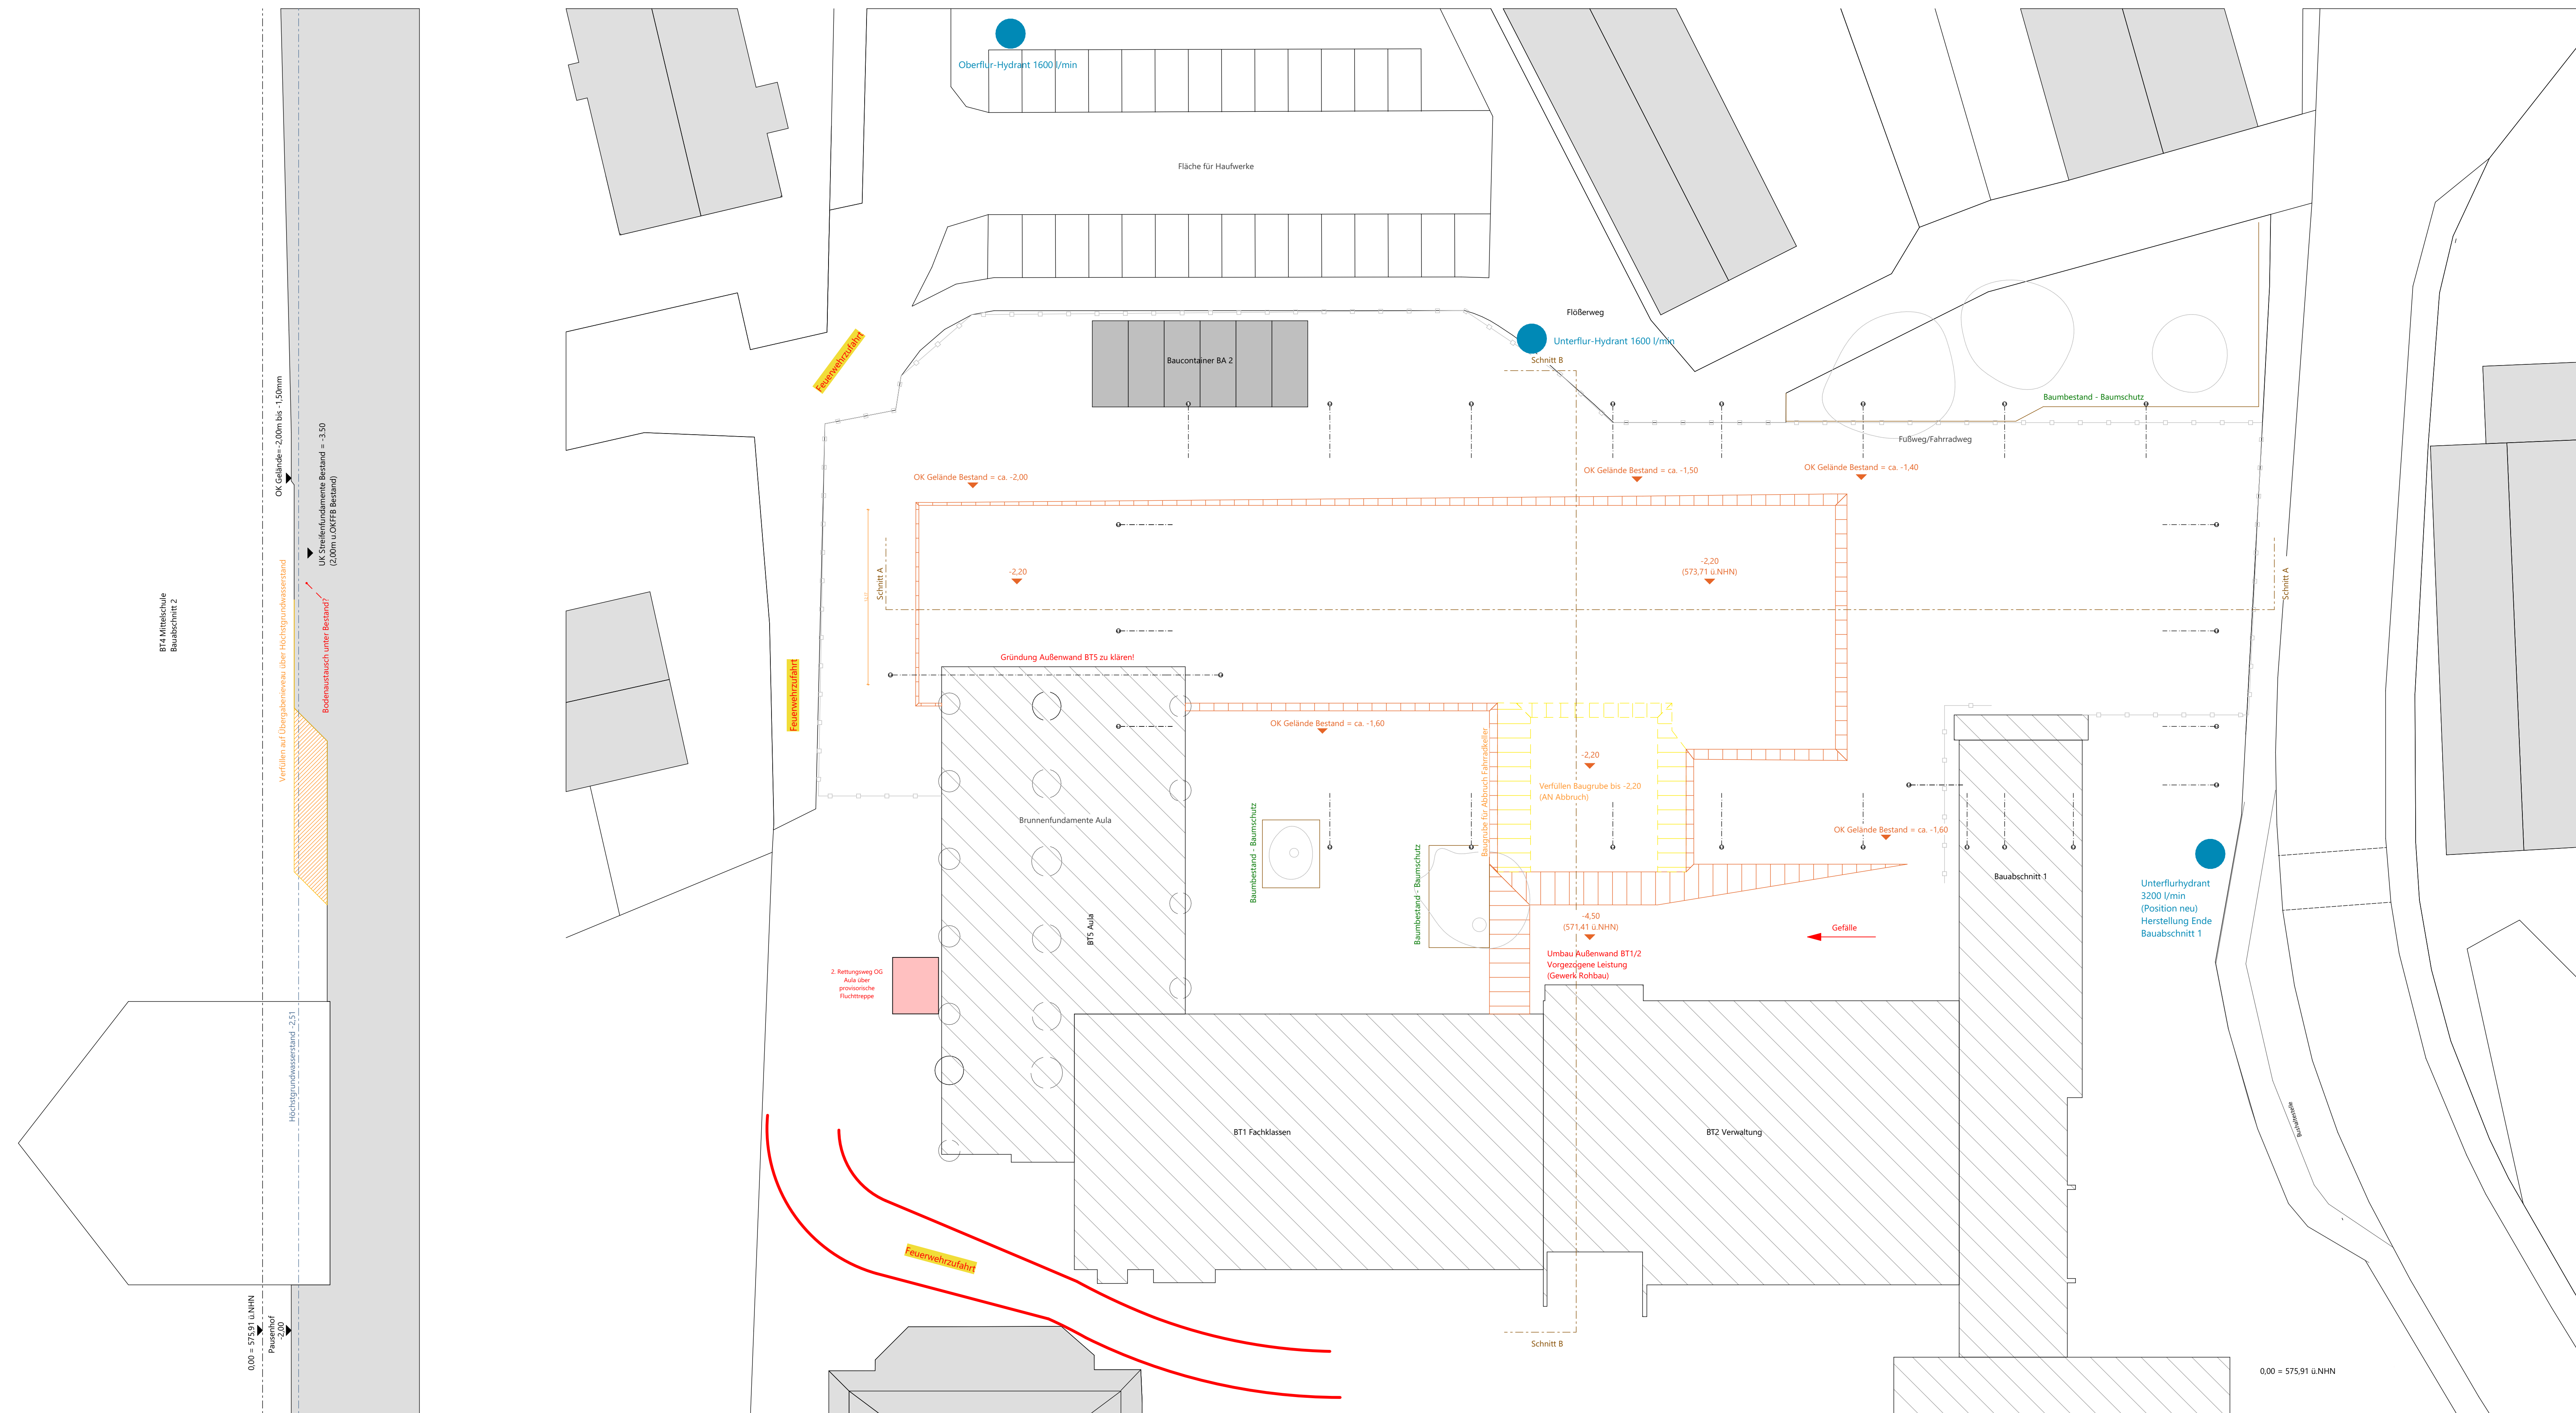 Oberflur-Hydrant 1600 l/min
Fläche für Haufwerke
Flößerweg
Unterflur-Hydrant 1600 l/min
Feuerwehrzufahrt
Baucontainer BA 2
Schnitt B
Baumbestand - Baumschutz
Fußweg/Fahrradweg
OK Gelände=-2,00m bis -1,50mm
UK Streifenfundamente Bestand = -3.50
(2,00m u.OKFFB Bestand)
OK Gelände Bestand = ca. -2,00
OK Gelände Bestand = ca. -1,50
OK Gelände Bestand = ca. -1,40
-2,20
-2,20
(573,71 ü.NHN)
Schnitt A
Schnitt A
BT4 Mittelschule
Bauabschnitt 2
Verfüllen auf Übergabenieveau über Höchstgrundwasserstand
Bodenaustausch unter Bestand?
Feuerwehrzufahrt
Gründung Außenwand BT5 zu klären!
OK Gelände Bestand = ca. -1,60
Baugrube für Abbruch Fahrradkeller
-2,20
Verfüllen Baugrube bis -2,20
(AN Abbruch)
Brunnenfundamente Aula
Baumbestand - Baumschutz
Baumbestand - Baumschutz
OK Gelände Bestand = ca. -1,60
Bauabschnitt 1
Unterflurhydrant
3200 l/min
(Position neu)
Herstellung Ende
Bauabschnitt 1
BT5 Aula
-4,50
(571,41 ü.NHN)
Gefälle
Umbau Außenwand BT1/2
Vorgezogene Leistung
(Gewerk Rohbau)
2. Rettungsweg OG
Aula über
provisorische
Fluchttreppe
Höchstgrundwasserstand -2,51
BT1 Fachklassen
BT2 Verwaltung
Bushaltestelle
Feuerwehrzufahrt
0,00 = 575,91 ü.NHN
Pausenhof
-2,00
Schnitt B
0,00 = 575,91 ü.NHN